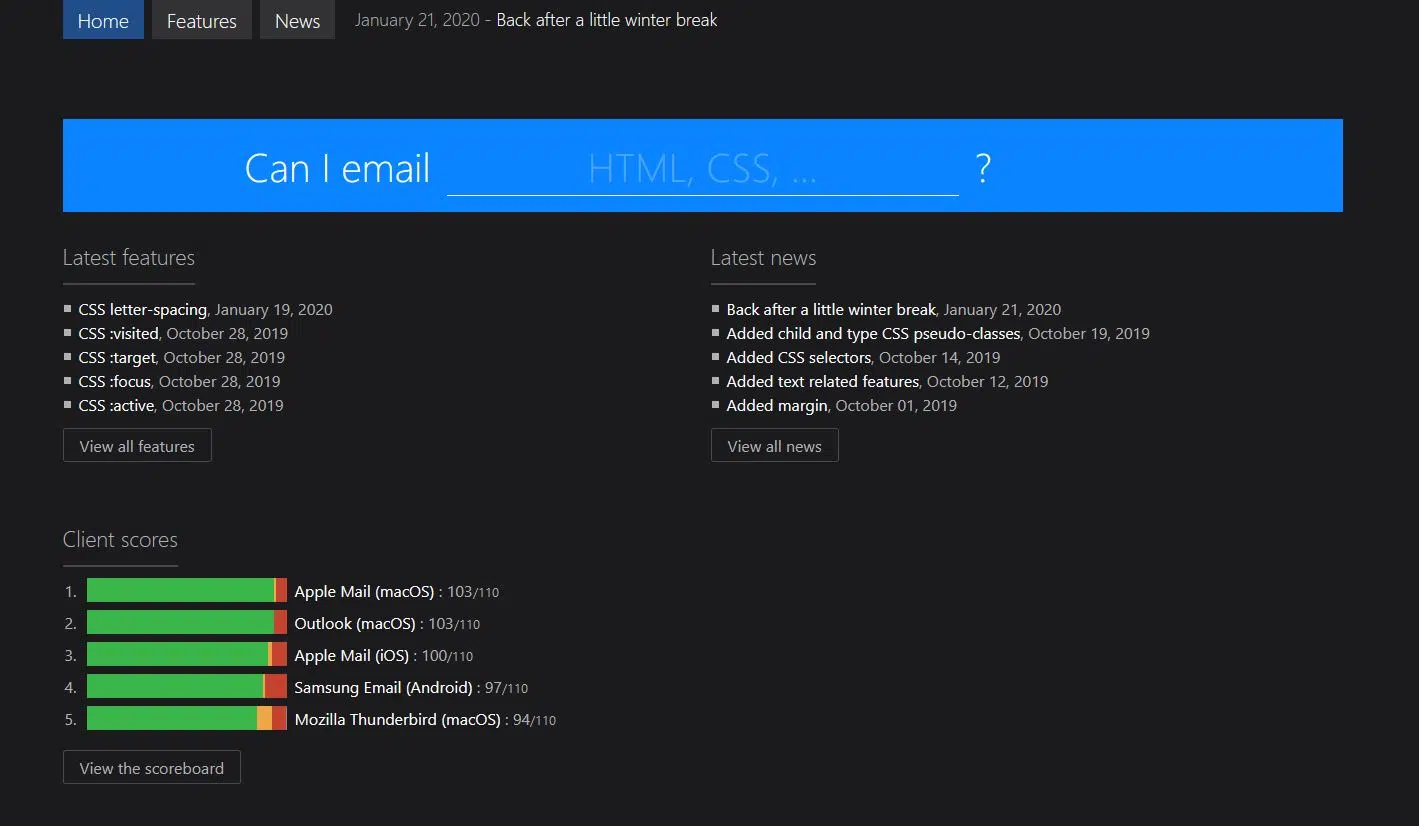 Home Features News January 21, 2020 - Back after a little winter break
Can I email HTML, CSS, ... ?
Latest features
CSS letter-spacing, January 19, 2020
CSS :visited, October 28, 2019
CSS :target, October 28, 2019
CSS :focus, October 28, 2019
CSS :active, October 28, 2019
View all features
Latest news
Back after a little winter break, January 21, 2020
Added child and type CSS pseudo-classes, October 19, 2019
Added CSS selectors, October 14, 2019
Added text related features, October 12, 2019
Added margin, October 01, 2019
View all news
Client scores
1. Apple Mail (macOS) : 103/110
2. Outlook (macOS) : 103/110
3. Apple Mail (iOS) : 100/110
4. Samsung Email (Android) : 97/110
5. Mozilla Thunderbird (macOS) : 94/110
View the scoreboard